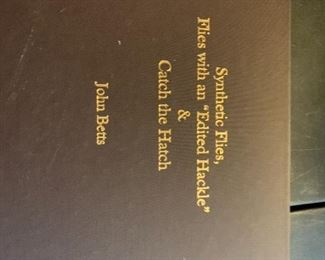 Synthetic Flies,
Flies with an "Edited Hackle"
&
Catch the Hatch
John Betts